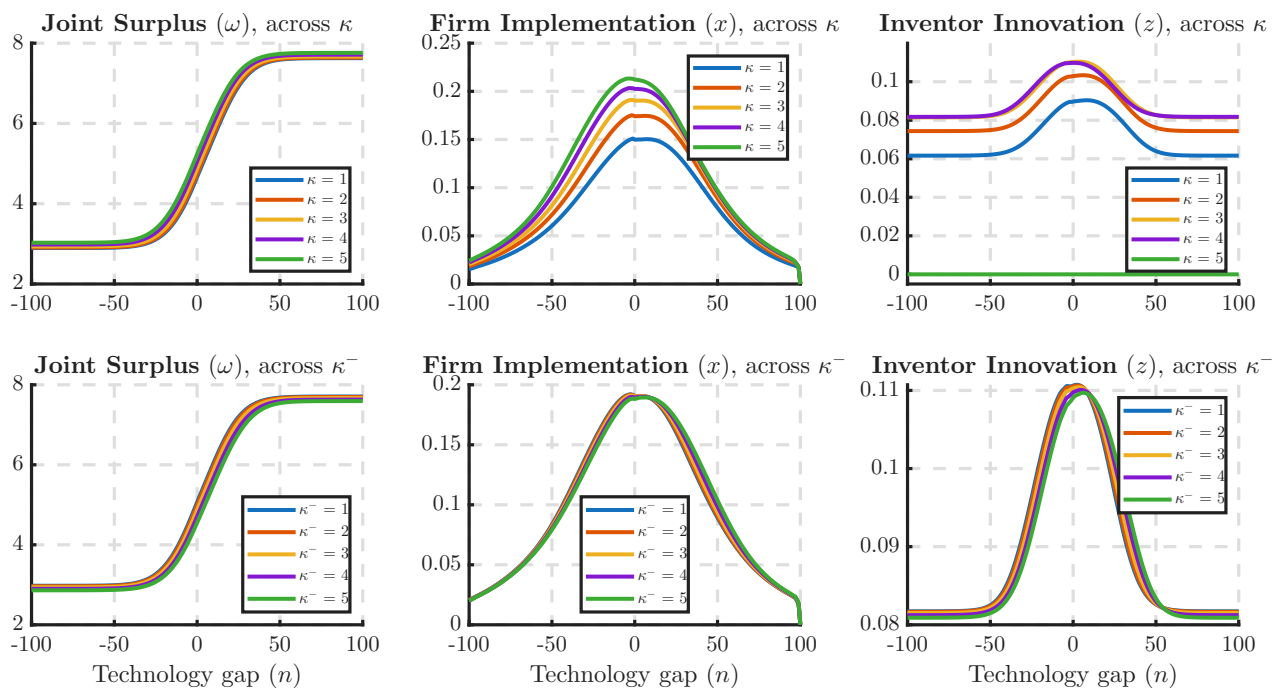 Joint Surplus (ω), across κ
8
6
4
2
-100
-50
0
50
100
κ = 1
κ = 2
κ = 3
κ = 4
κ = 5
Firm Implementation (x), across κ
0.25
0.2
0.15
0.1
0.05
0
-100
-50
0
50
100
κ = 1
κ = 2
κ = 3
κ = 4
κ = 5
Inventor Innovation (z), across κ
0.1
0.08
0.06
0.04
0.02
0
-100
-50
0
50
100
κ = 1
κ = 2
κ = 3
κ = 4
κ = 5
Joint Surplus (ω), across κ⁻
8
6
4
2
-100
-50
0
50
100
κ⁻ = 1
κ⁻ = 2
κ⁻ = 3
κ⁻ = 4
κ⁻ = 5
Technology gap (n)
Firm Implementation (x), across κ⁻
0.2
0.15
0.1
0.05
0
-100
-50
0
50
100
κ⁻ = 1
κ⁻ = 2
κ⁻ = 3
κ⁻ = 4
κ⁻ = 5
Technology gap (n)
Inventor Innovation (z), across κ⁻
0.11
0.1
0.09
0.08
-100
-50
0
50
100
κ⁻ = 1
κ⁻ = 2
κ⁻ = 3
κ⁻ = 4
κ⁻ = 5
Technology gap (n)